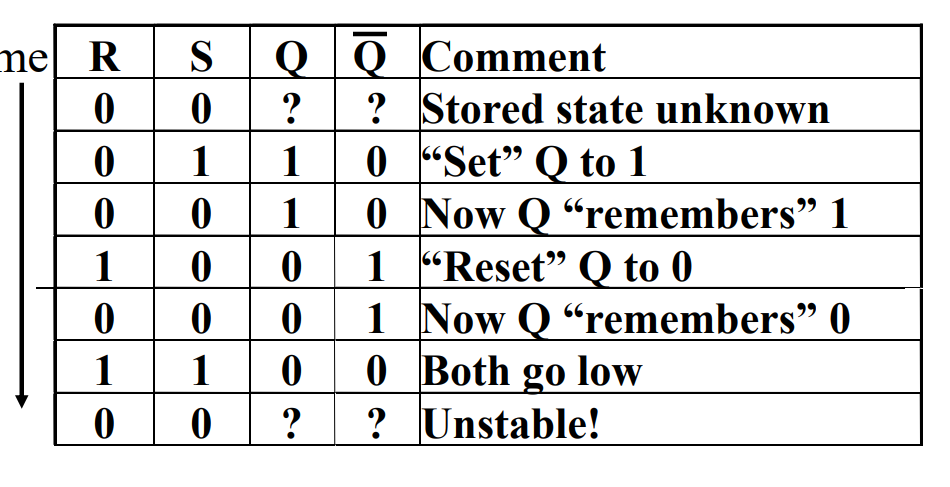 me R S Q Q̅ Comment
0 0 ? ? Stored state unknown
0 1 1 0 “Set” Q to 1
0 0 1 0 Now Q “remembers” 1
1 0 0 1 “Reset” Q to 0
0 0 0 1 Now Q “remembers” 0
1 1 0 0 Both go low
0 0 ? ? Unstable!